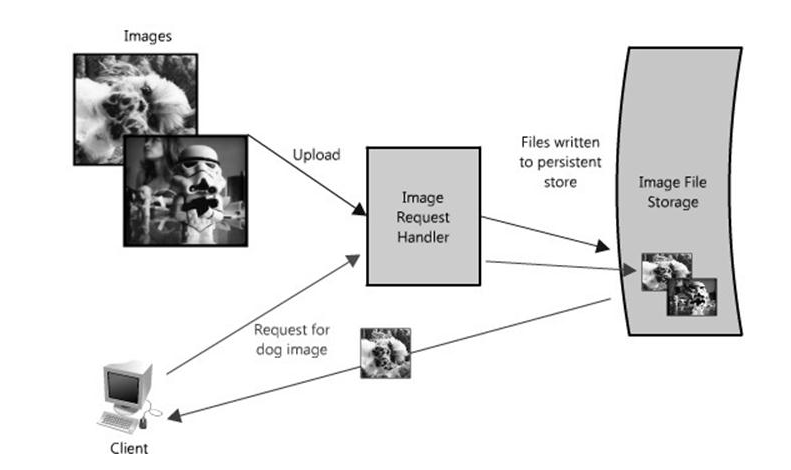 Images
Upload
Image
Request
Handler
Files written
to persistent
store
Image File
Storage
Request for
dog image
Client